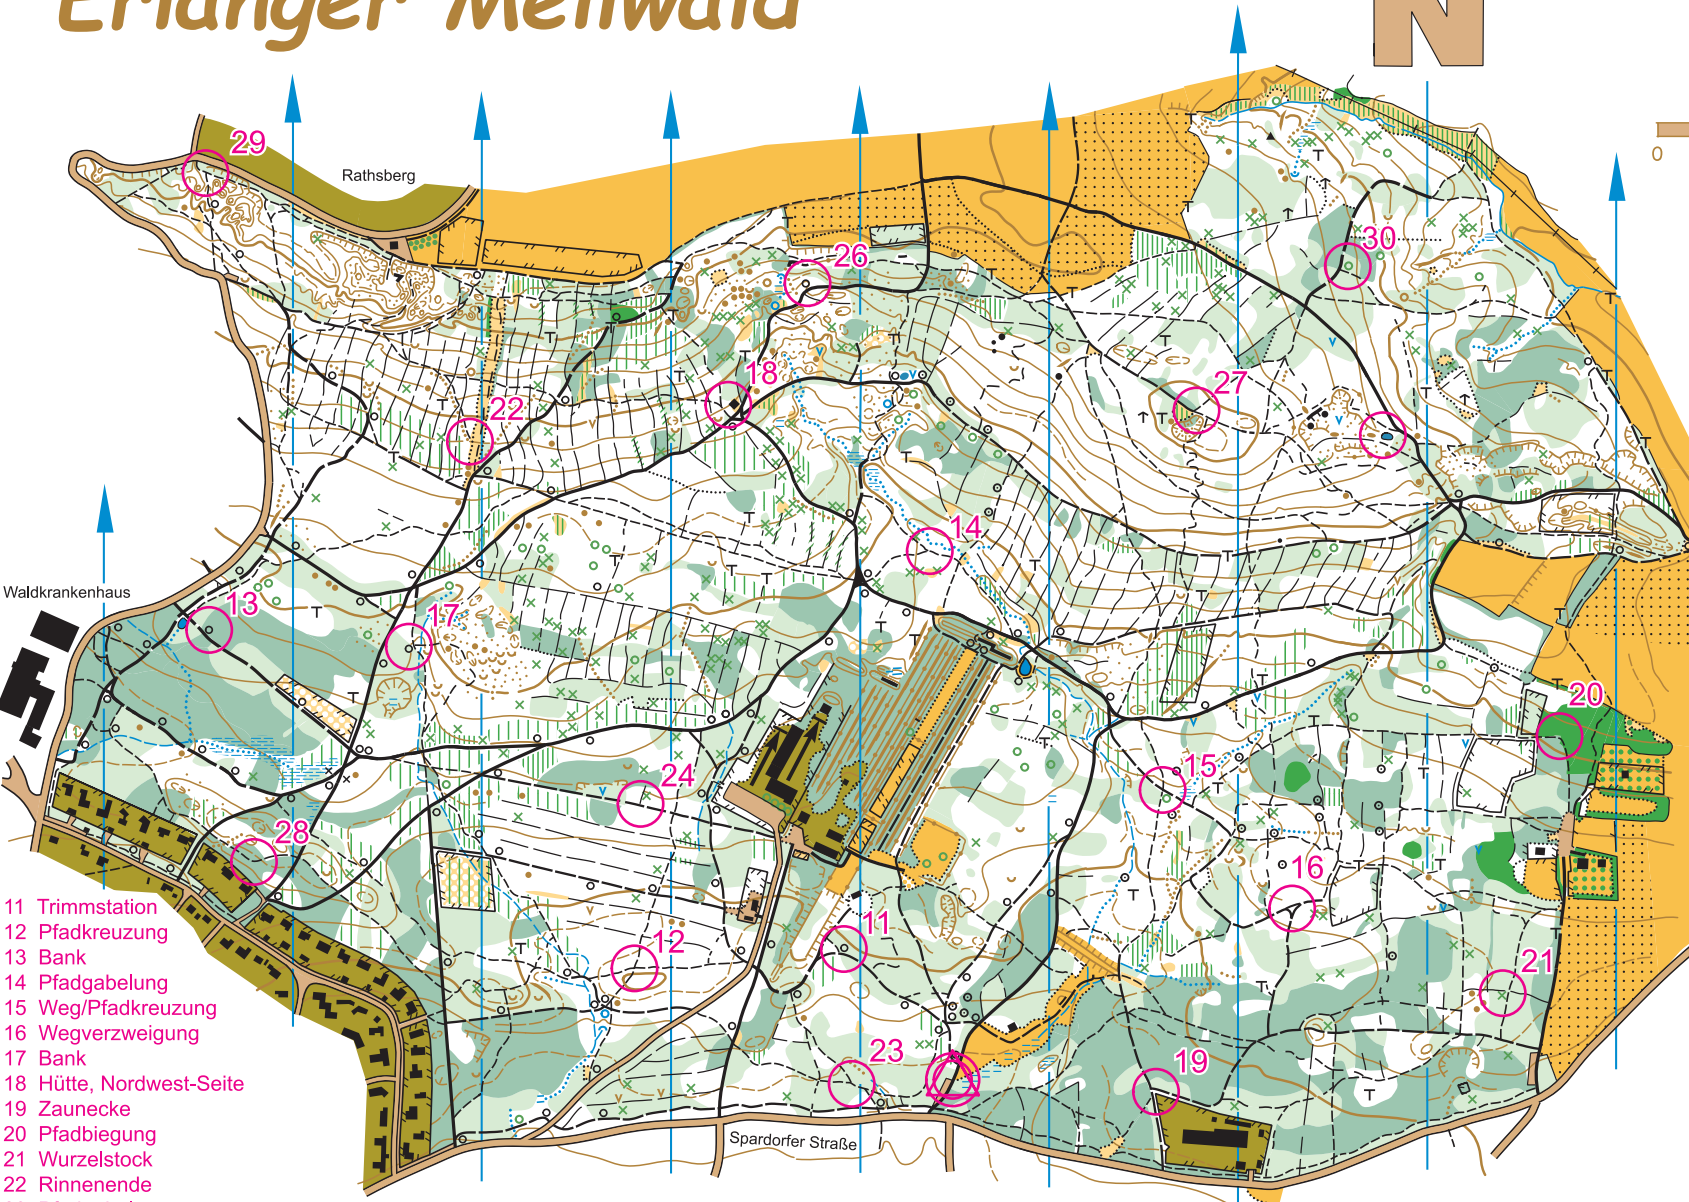 Erlanger Meilwald
N
0
29
Rathsberg
26
30
18
27
22
14
Waldkrankenhaus
13
17
20
15
24
28
16
11
12
21
23
19
Spardorfer Straße
11 Trimmstation
12 Pfadkreuzung
13 Bank
14 Pfadgabelung
15 Weg/Pfadkreuzung
16 Wegverzweigung
17 Bank
18 Hütte, Nordwest-Seite
19 Zaunecke
20 Pfadbiegung
21 Wurzelstock
22 Rinnenende